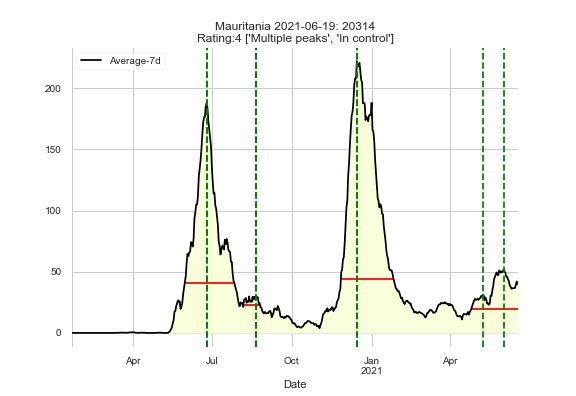 Mauritania 2021-06-19: 20314
Rating:4 ['Multiple peaks', 'In control']
Average-7d
200
150
100
50
0
Apr Jul Oct Jan Apr
2021
Date